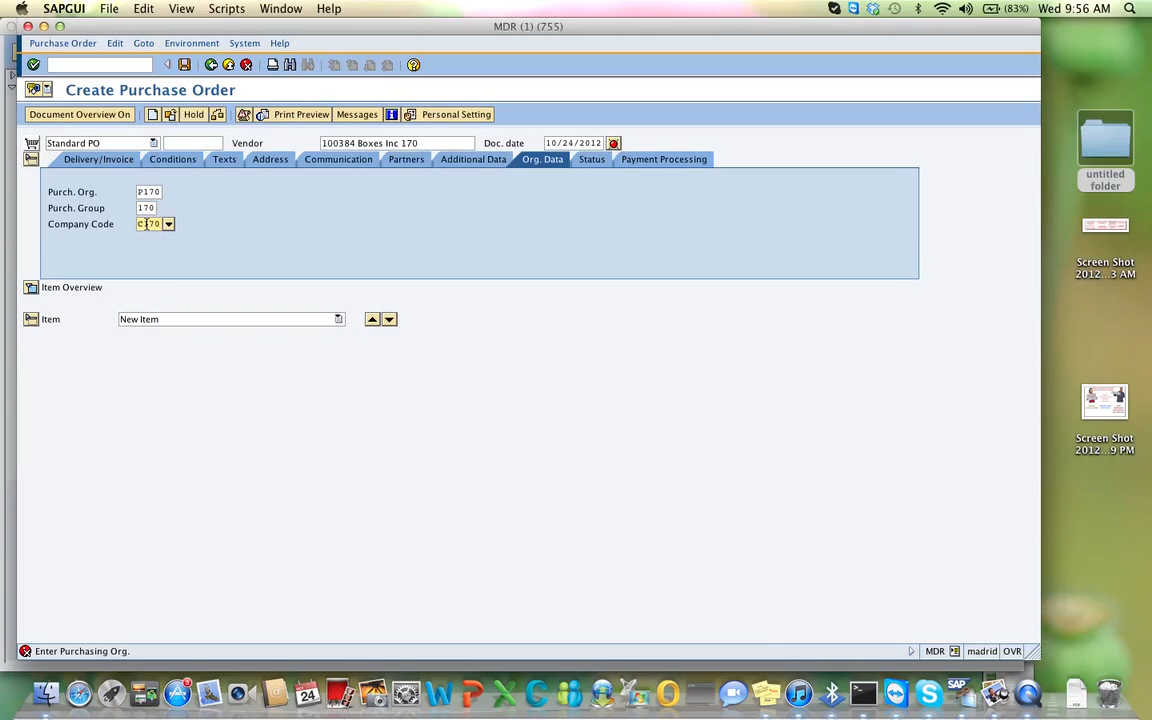 SAPGUI File Edit View Scripts Window Help (83%) Wed 9:56 AM
MDR (1) (755)
Purchase Order Edit Goto Environment System Help
Create Purchase Order
Document Overview On Hold Print Preview Messages Personal Setting
Standard PO Vendor 100384 Boxes Inc 170 Doc. date 10/24/2012
Delivery/Invoice Conditions Texts Address Communication Partners Additional Data Org. Data Status Payment Processing
Purch. Org. P170
Purch. Group 170
Company Code C170
Item Overview
Item New Item
Enter Purchasing Org. MDR madrid OVR
untitled
folder
Screen Shot
2012...3 AM
Screen Shot
2012...9 PM